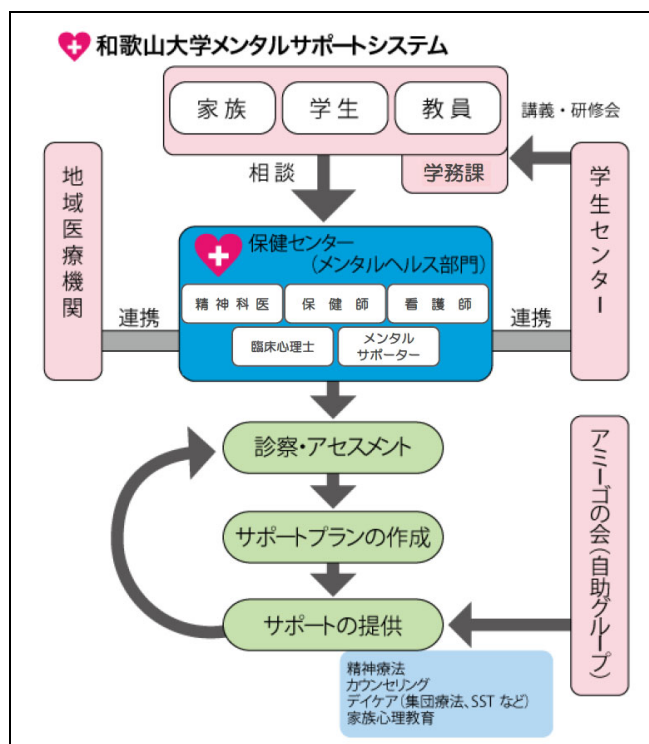 和歌山大学メンタルサポートシステム
家族
学生
教員
講義・研修会
相談
学務課
地域医療機関
学生センター
保健センター
(メンタルヘルス部門)
精神科医
保健師
看護師
連携
連携
臨床心理士
メンタル
サポーター
診察・アセスメント
サポートプランの作成
サポートの提供
アミーゴの会(自助グループ)
精神療法
カウンセリング
デイケア(集団療法、SSTなど)
家族心理教育